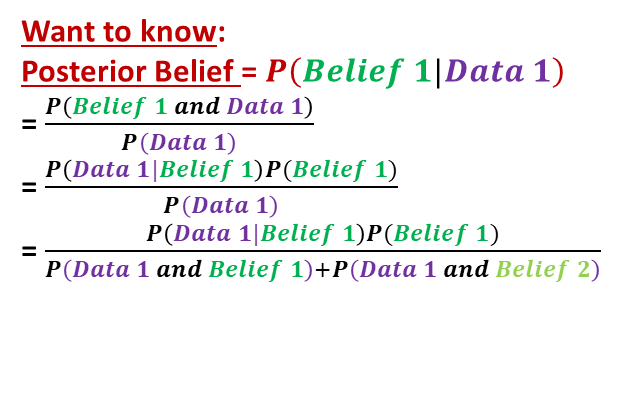 Want to know:
Posterior Belief = P(Belief 1|Data 1)
= P(Belief 1 and Data 1)
P(Data 1)
= P(Data 1|Belief 1)P(Belief 1)
P(Data 1)
= P(Data 1|Belief 1)P(Belief 1)
P(Data 1 and Belief 1)+P(Data 1 and Belief 2)